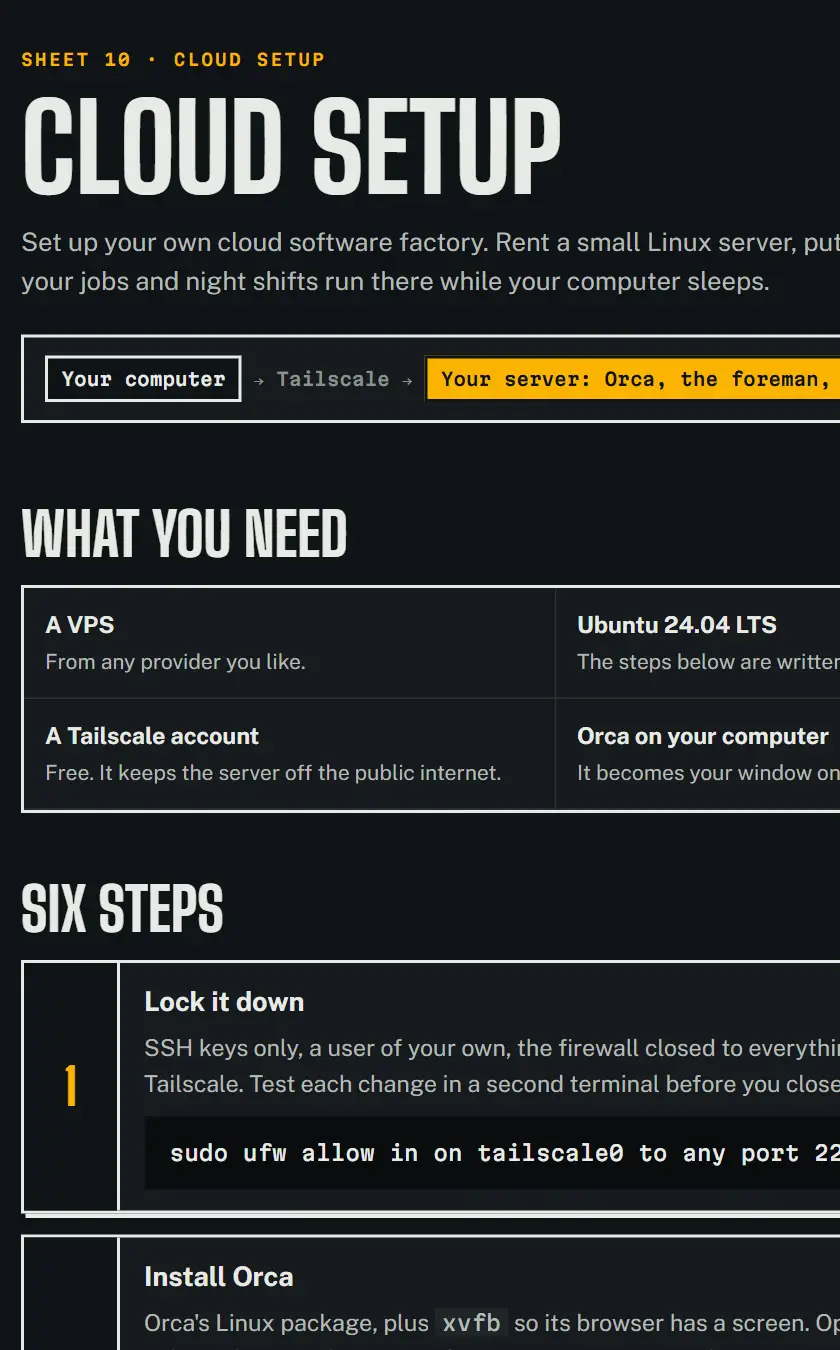 SHEET 10 · CLOUD SETUP
CLOUD SETUP
Set up your own cloud software factory. Rent a small Linux server, put
your jobs and night shifts run there while your computer sleeps.
Your computer → Tailscale → Your server: Orca, the foreman,
WHAT YOU NEED
A VPS
From any provider you like.
Ubuntu 24.04 LTS
The steps below are written
A Tailscale account
Free. It keeps the server off the public internet.
Orca on your computer
It becomes your window on
SIX STEPS
1
Lock it down
SSH keys only, a user of your own, the firewall closed to everythin
Tailscale. Test each change in a second terminal before you close
sudo ufw allow in on tailscale0 to any port 22
Install Orca
Orca's Linux package, plus xvfb so its browser has a screen. Op